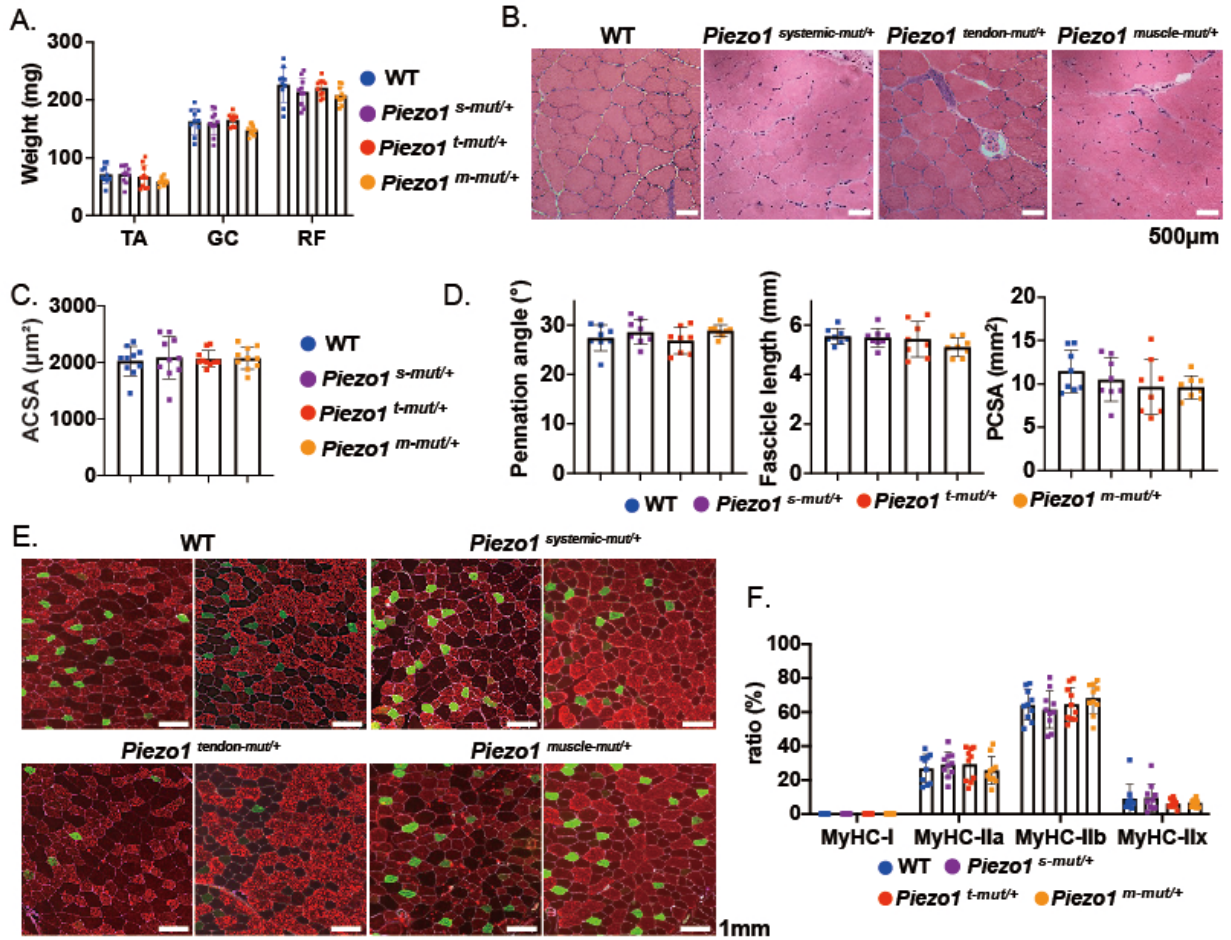 A.
Weight (mg)
300
200
100
0
TA GC RF
WT
Piezo1 s-mut/+
Piezo1 t-mut/+
Piezo1 m-mut/+
B.
WT Piezo1 systemic-mut/+ Piezo1 tendon-mut/+ Piezo1 muscle-mut/+
500μm
C.
ACSA (μm²)
3000
2000
1000
0
WT
Piezo1 s-mut/+
Piezo1 t-mut/+
Piezo1 m-mut/+
D.
Pennation angle (°)
30
20
10
0
Fascicle length (mm)
6
4
2
0
PCSA (mm²)
20
15
10
5
0
WT Piezo1 s-mut/+ Piezo1 t-mut/+ Piezo1 m-mut/+
E.
WT Piezo1 systemic-mut/+
Piezo1 tendon-mut/+ Piezo1 muscle-mut/+
1mm
F.
ratio (%)
100
80
60
40
20
0
MyHC-I MyHC-IIa MyHC-IIb MyHC-IIx
WT Piezo1 s-mut/+
Piezo1 t-mut/+ Piezo1 m-mut/+